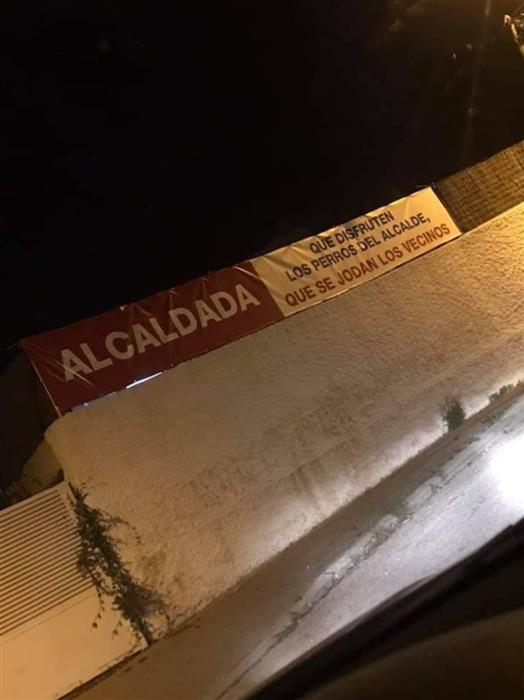 ALCALDADA
QUE DISFRUTEN
LOS PERROS DEL ALCALDE,
QUE SE JODAN LOS VECINOS